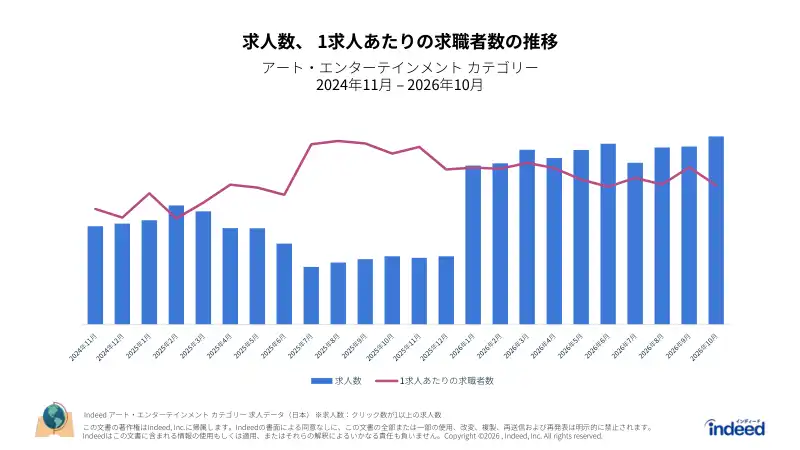 求人数、 1求人あたりの求職者数の推移
アート・エンターテインメント カテゴリー
2024年11月 – 2026年10月
2024年11月
2024年12月
2025年1月
2025年2月
2025年3月
2025年4月
2025年5月
2025年6月
2025年7月
2025年8月
2025年9月
2025年10月
2025年11月
2025年12月
2026年1月
2026年2月
2026年3月
2026年4月
2026年5月
2026年6月
2026年7月
2026年8月
2026年9月
2026年10月
求人数 1求人あたりの求職者数
Indeed アート・エンターテインメント カテゴリー 求人データ（日本） ※求人数：クリック数が1以上の求人数
この文書の著作権はIndeed, Inc.に帰属します。Indeedの書面による同意なしに、この文書の全部または一部の使用、改変、複製、再送信および再発表は明示的に禁止されます。
Indeedはこの文書に含まれる情報の使用もしくは適用、またはそれらの解釈によるいかなる責任も負いません。Copyright ©2026 , Indeed, Inc. All rights reserved.
インディード
indeed